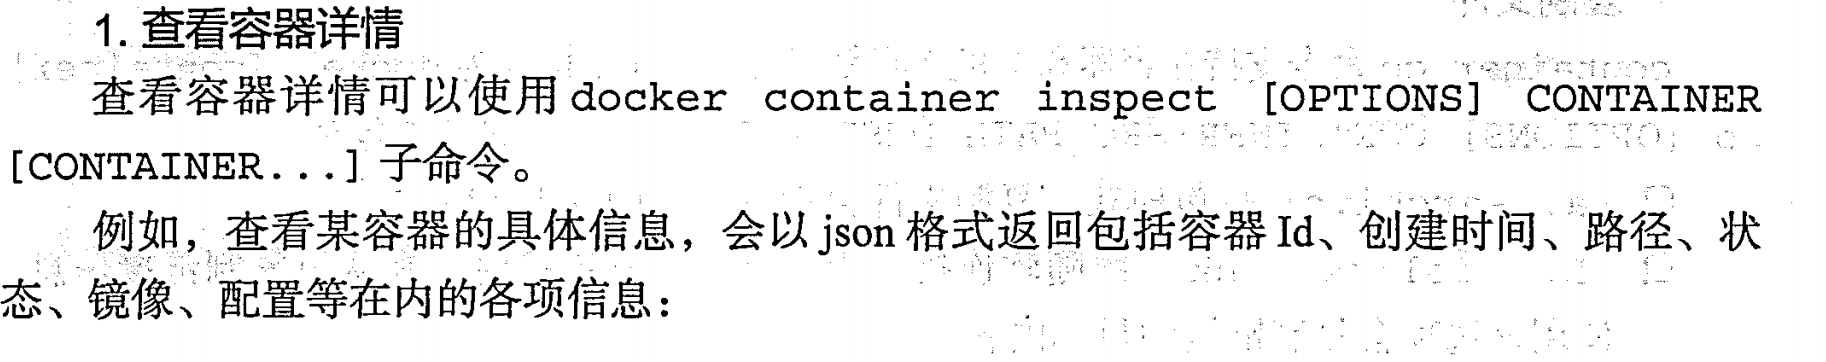 1. 查看容器详情
查看容器详情可以使用 docker container inspect [OPTIONS] CONTAINER
[CONTAINER...] 子命令。
例如，查看某容器的具体信息，会以 json 格式返回包括容器 Id、创建时间、路径、状
态、镜像、配置等在内的各项信息：